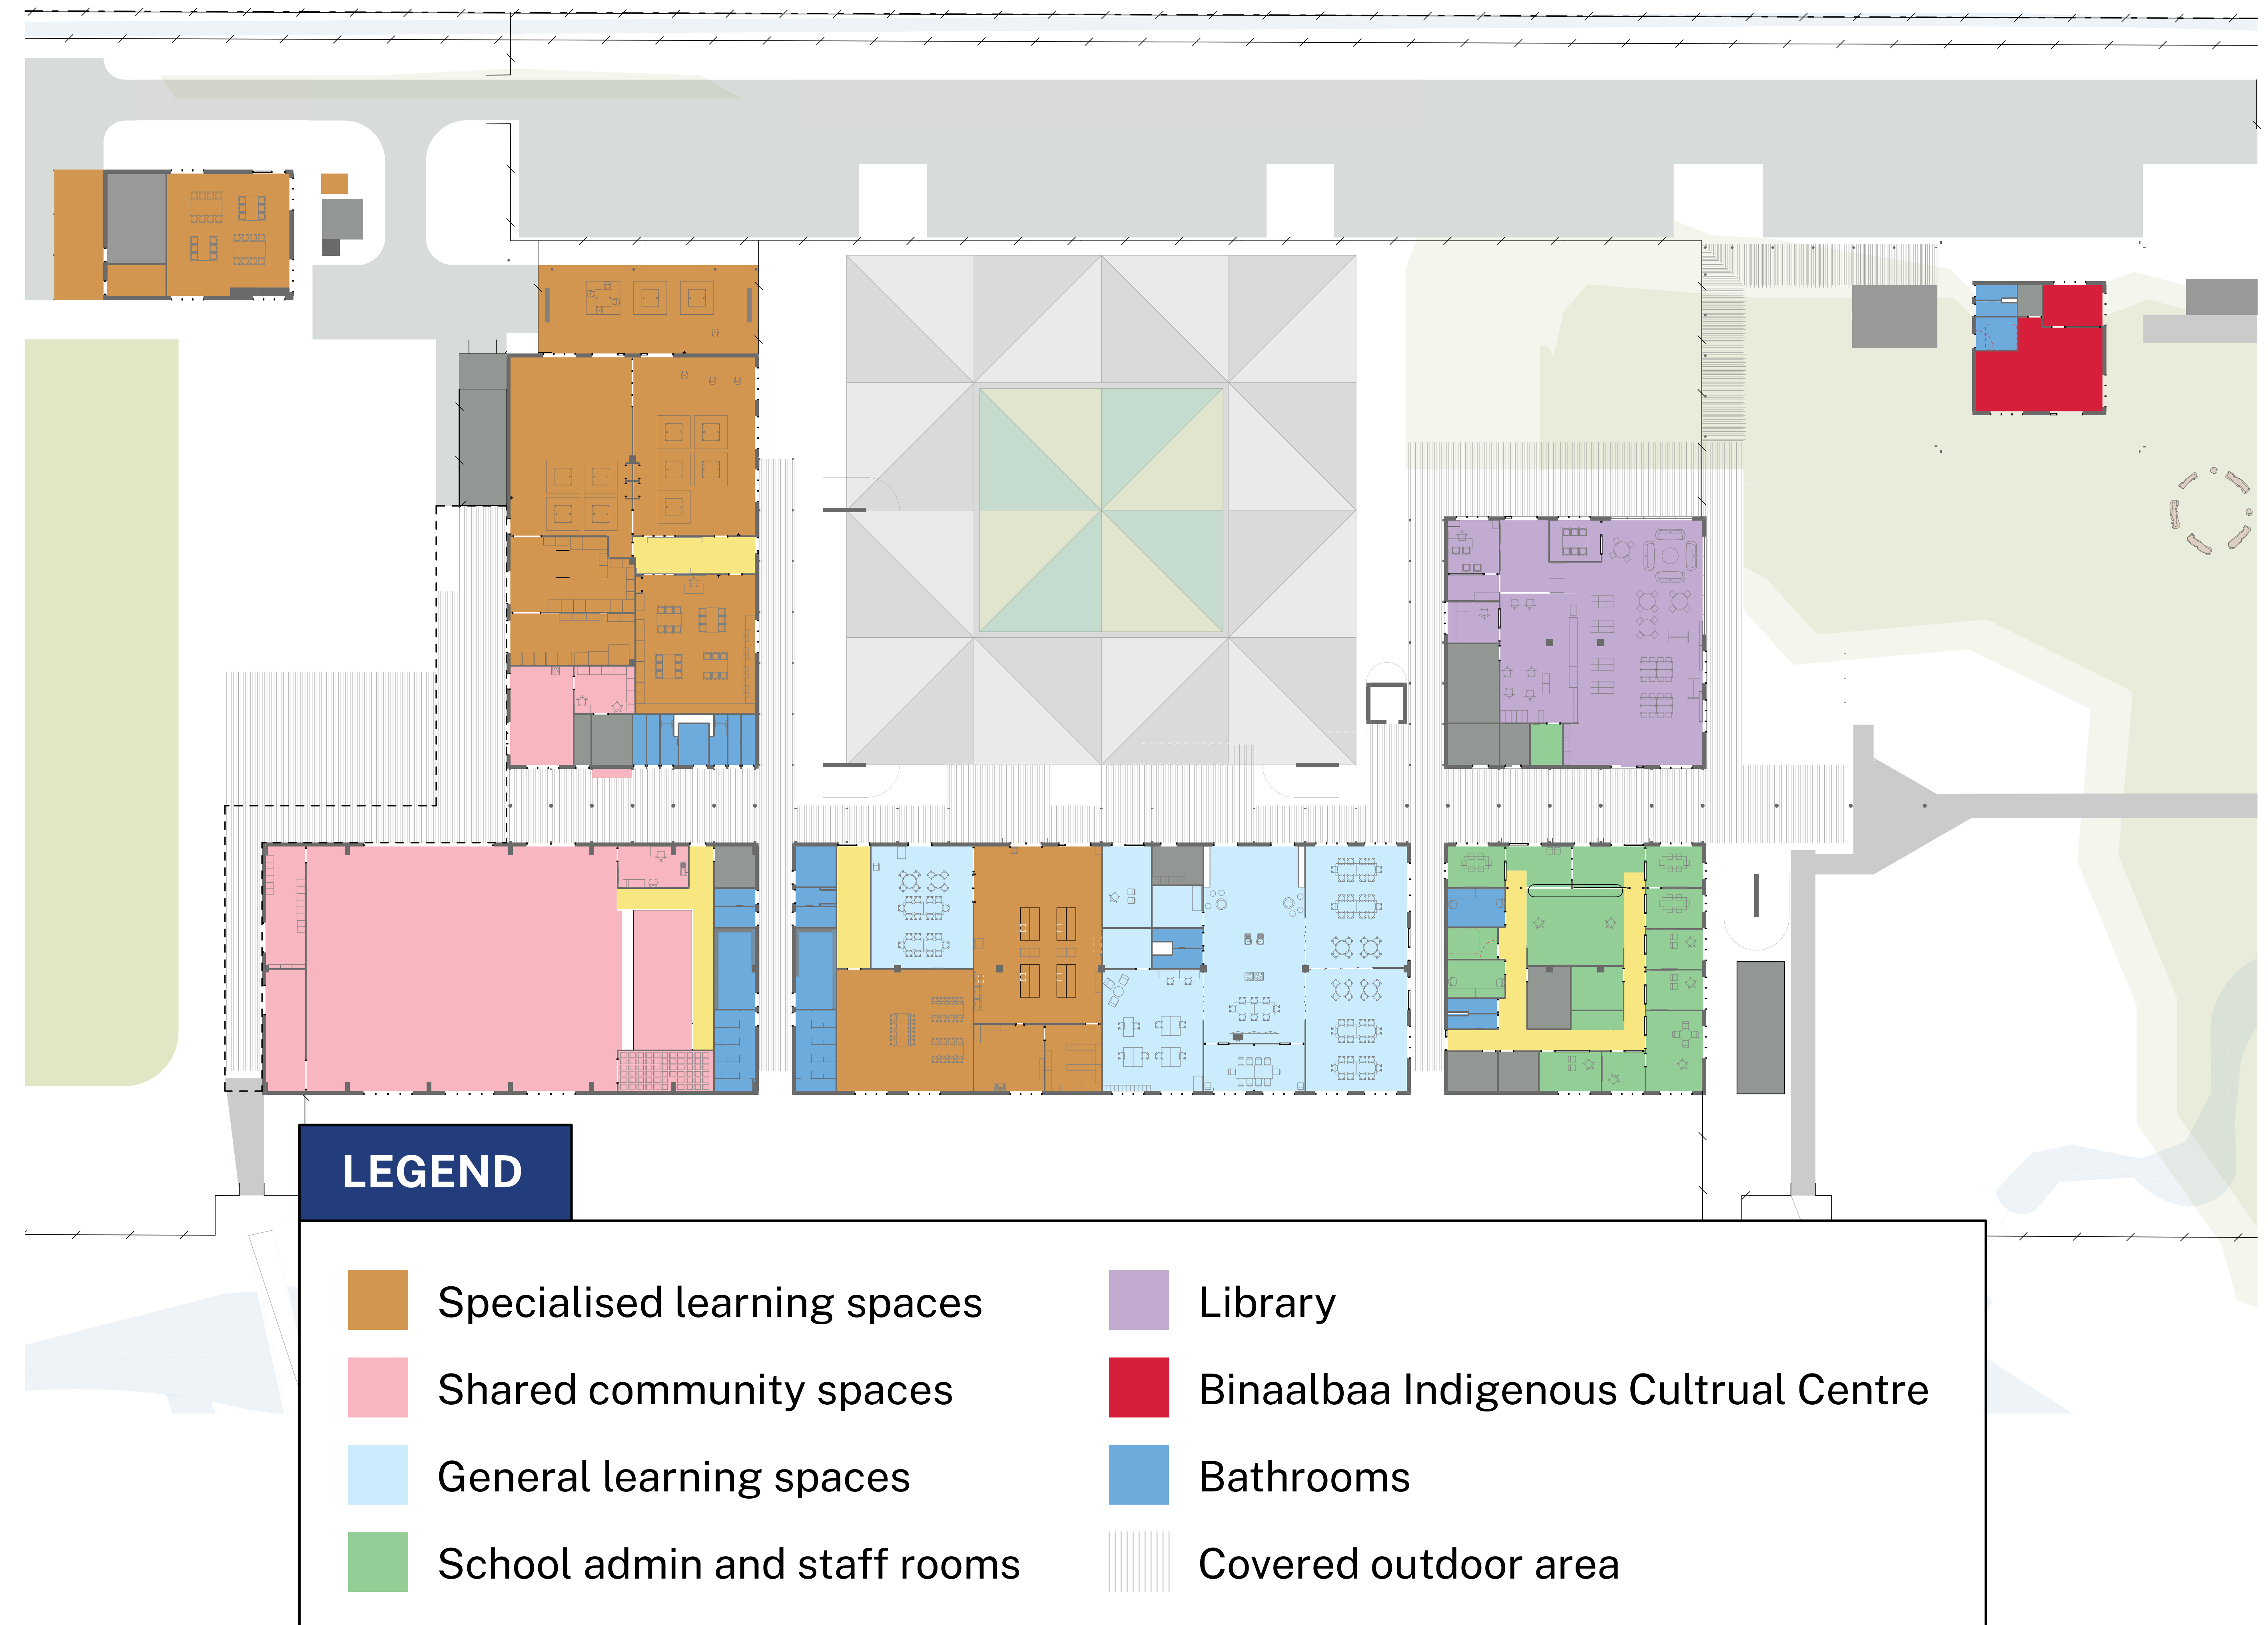 LEGEND
Specialised learning spaces
Shared community spaces
General learning spaces
School admin and staff rooms
Library
Binaalbaa Indigenous Cultrual Centre
Bathrooms
Covered outdoor area